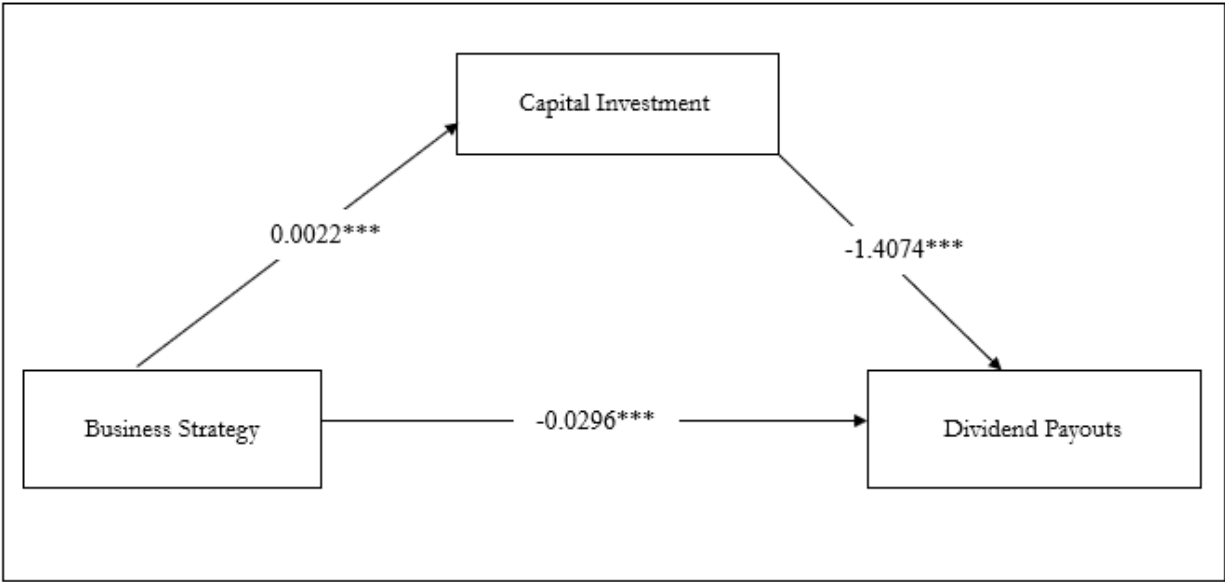 Capital Investment
0.0022***
-1.4074***
Business Strategy
-0.0296***
Dividend Payouts